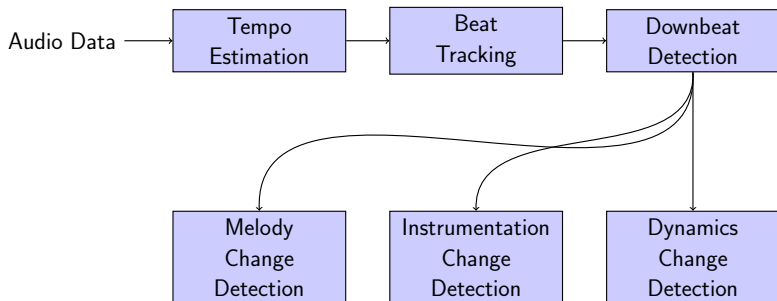 Audio Data
Tempo
Estimation
Beat
Tracking
Downbeat
Detection
Melody
Change
Detection
Instrumentation
Change
Detection
Dynamics
Change
Detection